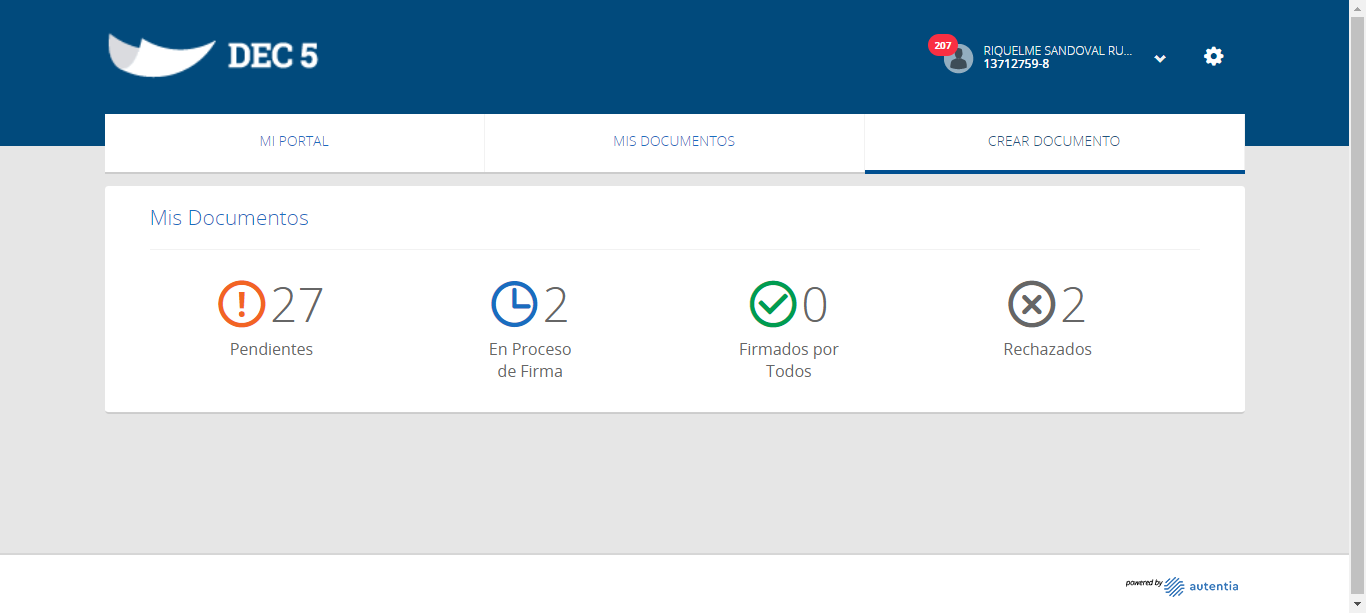 DEC 5
207
RIQUELME SANDOVAL RU...
13712759-8
MI PORTAL
MIS DOCUMENTOS
CREAR DOCUMENTO
Mis Documentos
27
Pendientes
2
En Proceso
de Firma
0
Firmados por
Todos
2
Rechazados
powered by autentia